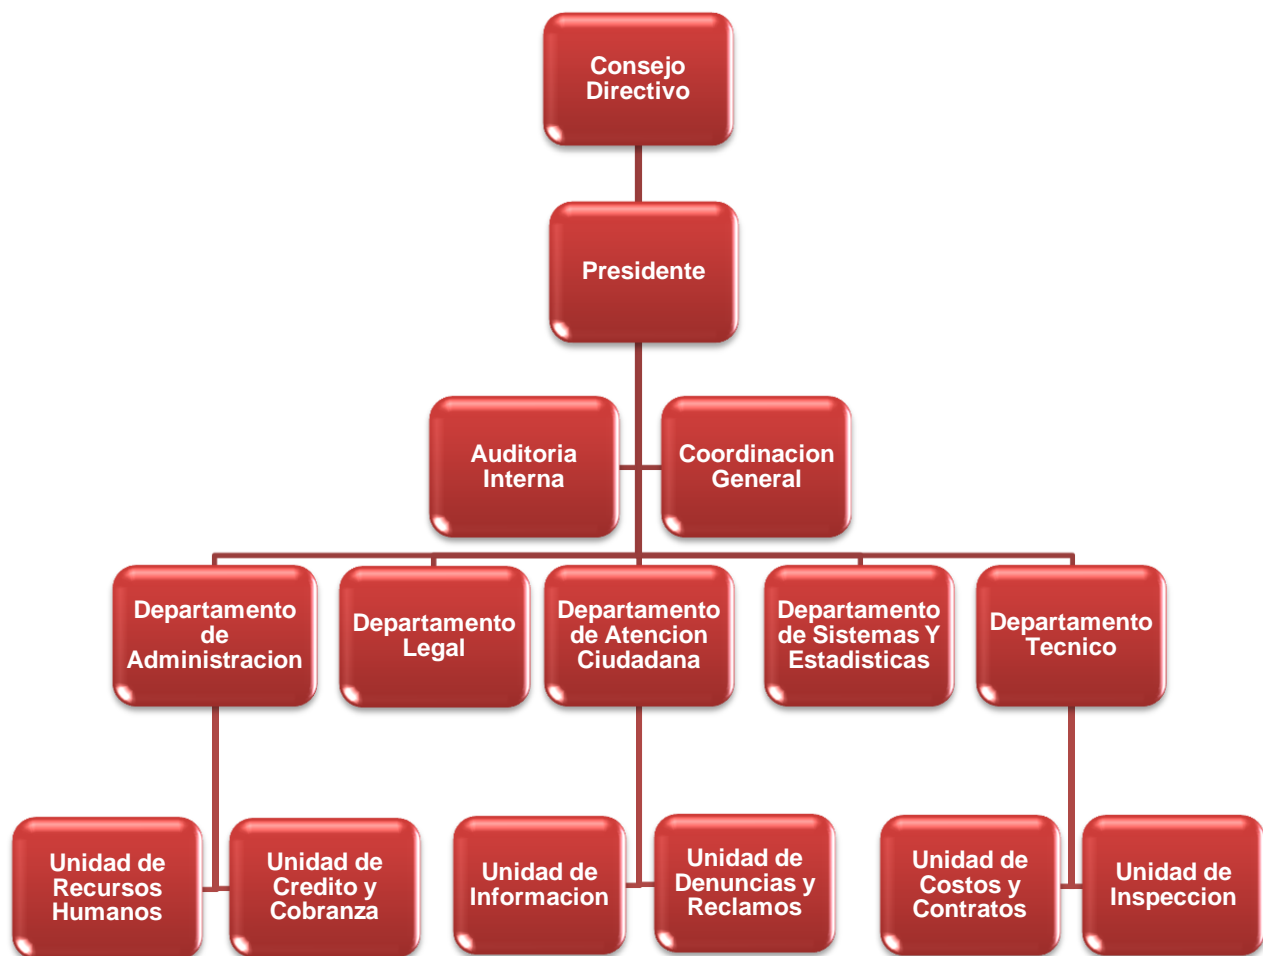 Consejo
Directivo
Presidente
Auditoria
Interna
Coordinacion
General
Departamento
de
Administracion
Departamento
Legal
Departamento
de Atencion
Ciudadana
Departamento
de Sistemas Y
Estadisticas
Departamento
Tecnico
Unidad de
Recursos
Humanos
Unidad de
Credito y
Cobranza
Unidad de
Informacion
Unidad de
Denuncias y
Reclamos
Unidad de
Costos y
Contratos
Unidad de
Inspeccion